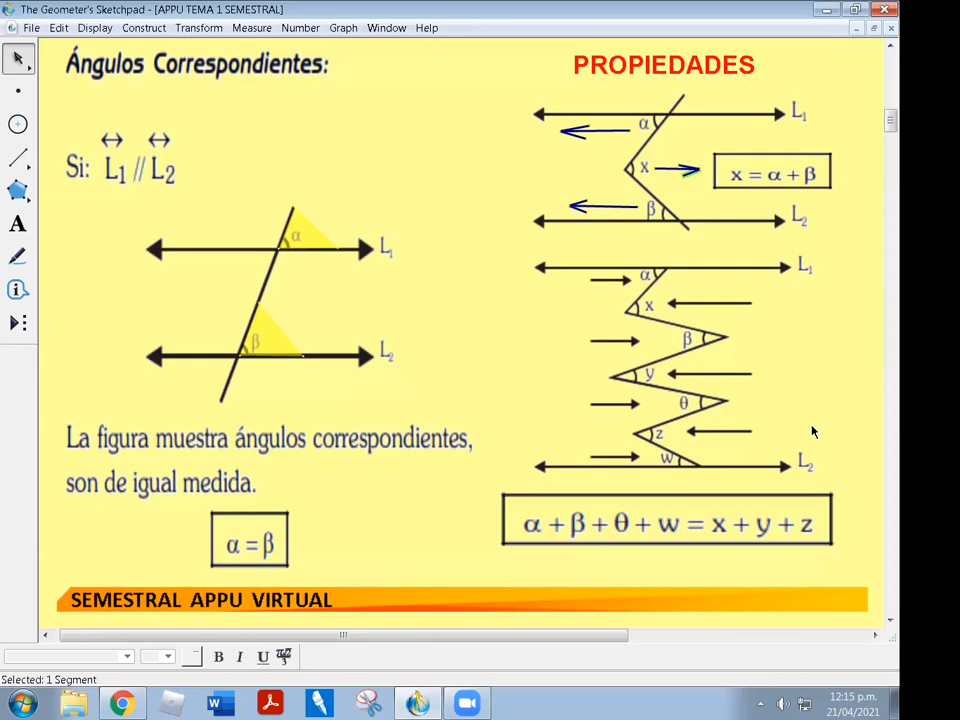 The Geometer's Sketchpad - [APPU TEMA 1 SEMESTRAL]
File Edit Display Construct Transform Measure Number Graph Window Help
Ángulos Correspondientes:
Si: L1 // L2
α
L1
β
L2
La figura muestra ángulos correspondientes,
son de igual medida.
α = β
PROPIEDADES
L1
α
x
x = α + β
β
L2
L1
α
x
β
y
θ
z
w
L2
α + β + θ + w = x + y + z
SEMESTRAL APPU VIRTUAL
B I U
Selected: 1 Segment
12:15 p.m.
21/04/2021